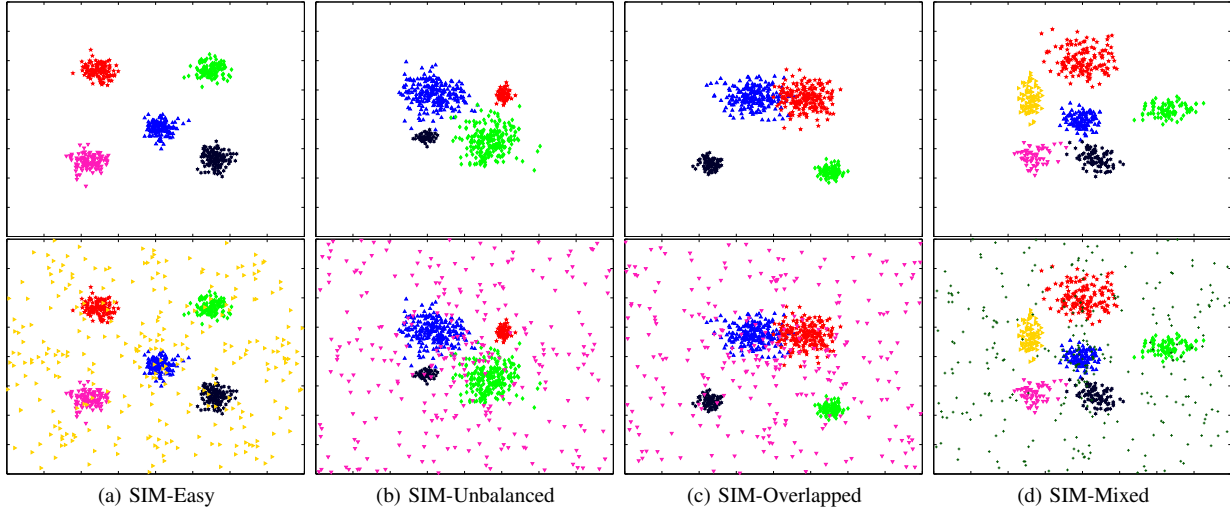 (a) SIM-Easy
(b) SIM-Unbalanced
(c) SIM-Overlapped
(d) SIM-Mixed